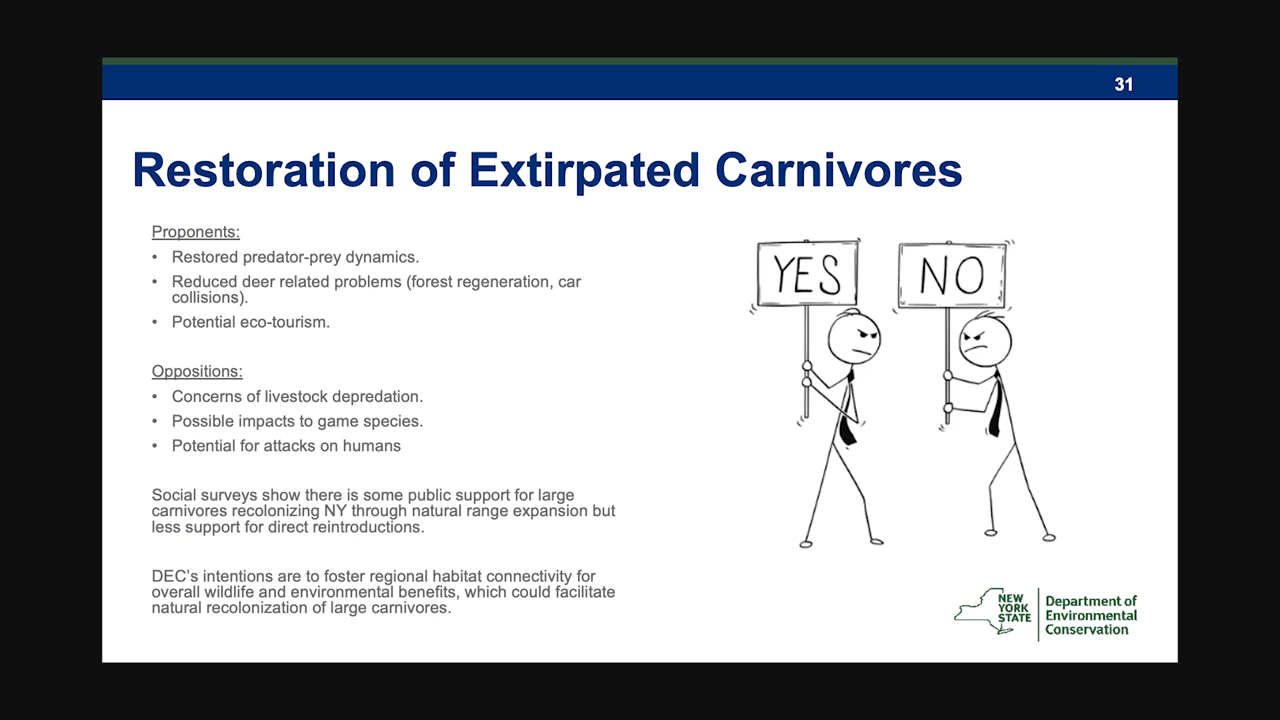 31
Restoration of Extirpated Carnivores
Proponents:
• Restored predator-prey dynamics.
• Reduced deer related problems (forest regeneration, car
collisions).
• Potential eco-tourism.
Oppositions:
• Concerns of livestock depredation.
• Possible impacts to game species.
• Potential for attacks on humans
Social surveys show there is some public support for large
carnivores recolonizing NY through natural range expansion but
less support for direct reintroductions.
DEC’s intentions are to foster regional habitat connectivity for
overall wildlife and environmental benefits, which could facilitate
natural recolonization of large carnivores.
YES
NO
NEW
YORK
STATE
Department of
Environmental
Conservation